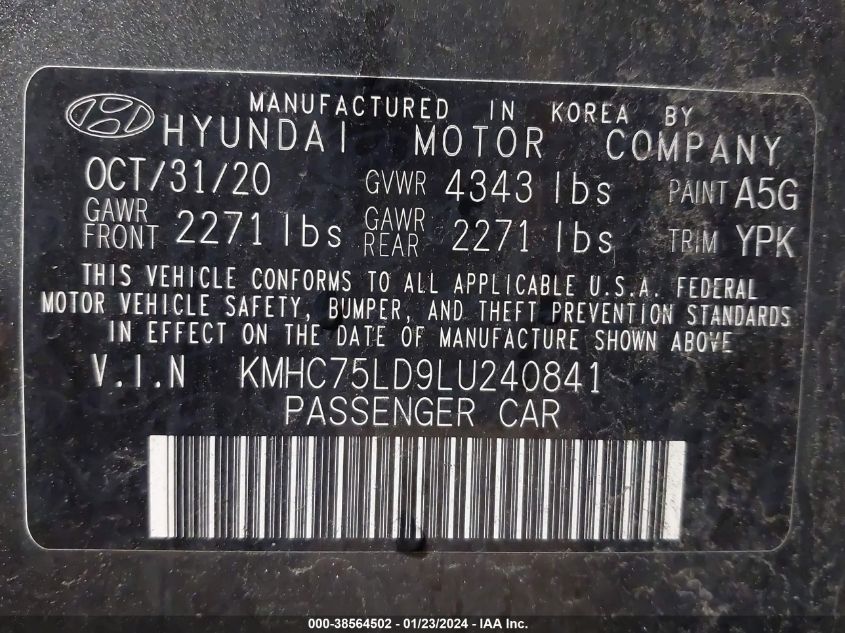 MANUFACTURED IN KOREA BY
HYUNDAI MOTOR COMPANY
OCT/31/20 GVWR 4343 lbs PAINT A5G
GAWR FRONT 2271 lbs GAWR REAR 2271 lbs TRIM YPK
THIS VEHICLE CONFORMS TO ALL APPLICABLE U.S.A. FEDERAL
MOTOR VEHICLE SAFETY, BUMPER, AND THEFT PREVENTION STANDARDS
IN EFFECT ON THE DATE OF MANUFACTURE SHOWN ABOVE
V.I.N KMHC75LD9LU240841
PASSENGER CAR
000-38564502 - 01/23/2024 - IAA Inc.